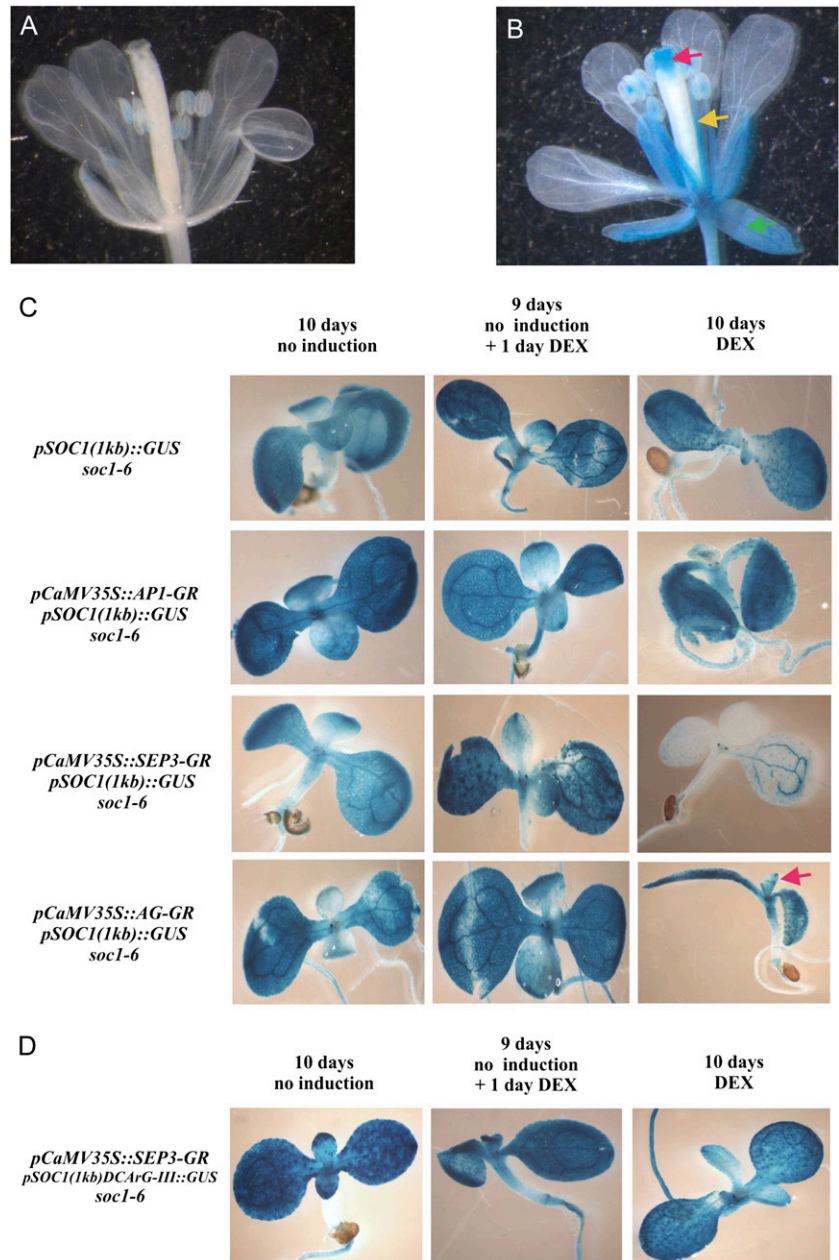 A
B
C
10 days
no induction
9 days
no induction
+ 1 day DEX
10 days
DEX
pSOC1(1kb)::GUS
soc1-6
pCaMV35S::AP1-GR
pSOC1(1kb)::GUS
soc1-6
pCaMV35S::SEP3-GR
pSOC1(1kb)::GUS
soc1-6
pCaMV35S::AG-GR
pSOC1(1kb)::GUS
soc1-6
D
10 days
no induction
9 days
no induction
+ 1 day DEX
10 days
DEX
pCaMV35S::SEP3-GR
pSOC1(1kb)DCArG-III::GUS
soc1-6